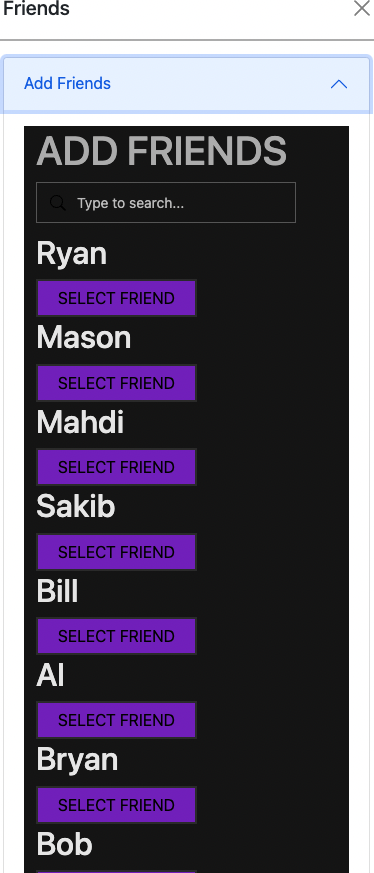 Friends
Add Friends
ADD FRIENDS
Type to search...
Ryan
SELECT FRIEND
Mason
SELECT FRIEND
Mahdi
SELECT FRIEND
Sakib
SELECT FRIEND
Bill
SELECT FRIEND
Al
SELECT FRIEND
Bryan
SELECT FRIEND
Bob